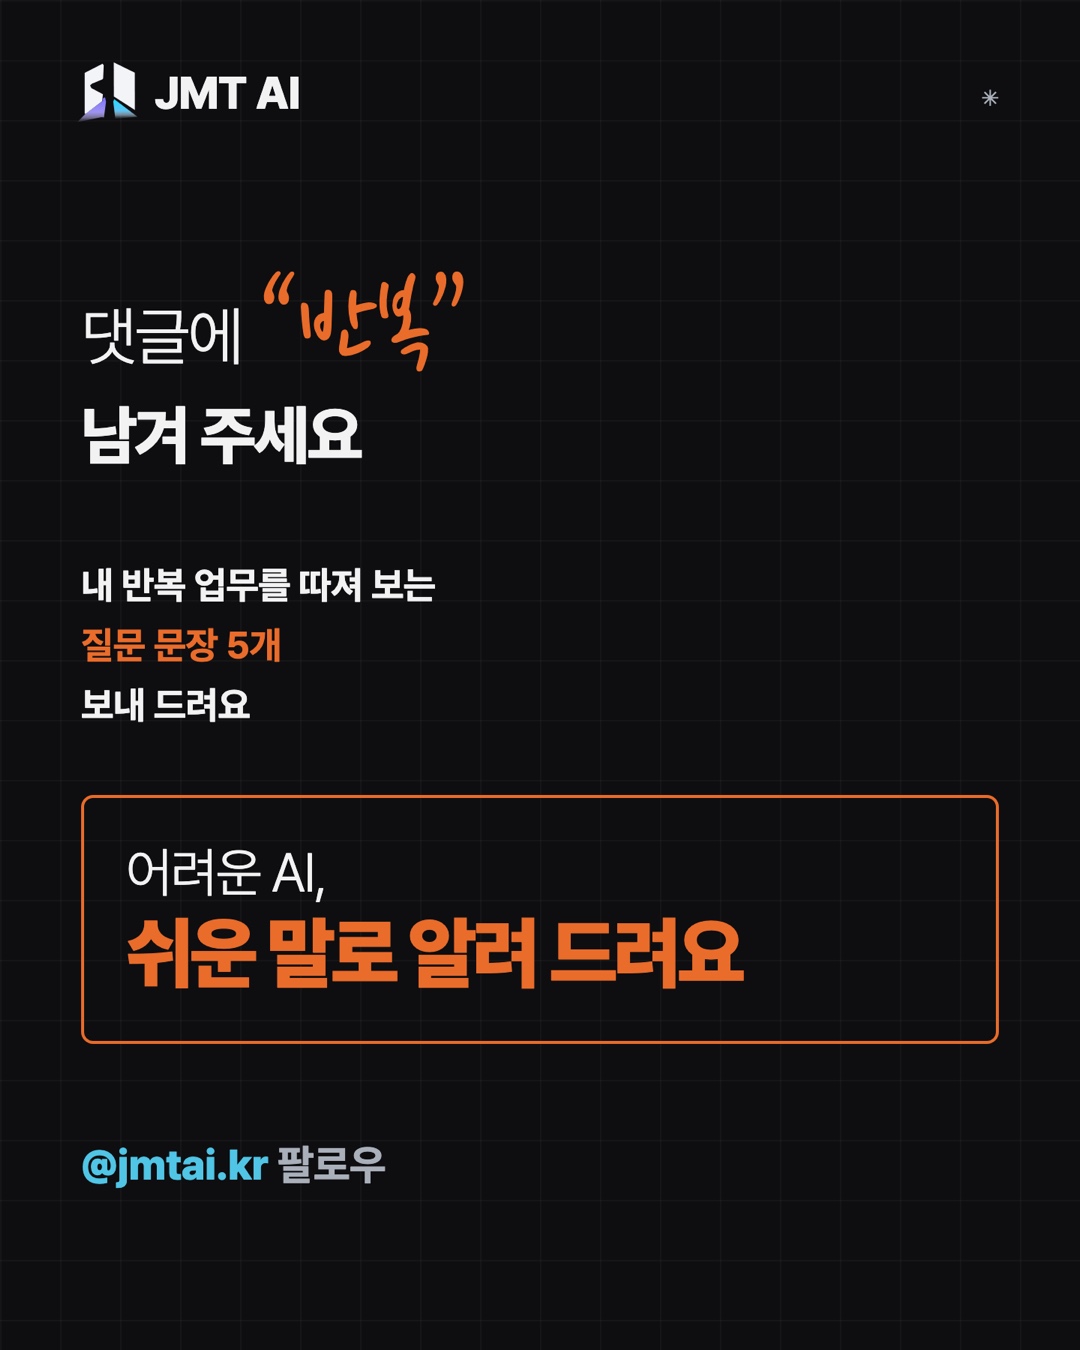 JMT AI
댓글에 “반복”
남겨 주세요
내 반복 업무를 따져 보는
질문 문장 5개
보내 드려요
어려운 AI,
쉬운 말로 알려 드려요
@jmtai.kr 팔로우